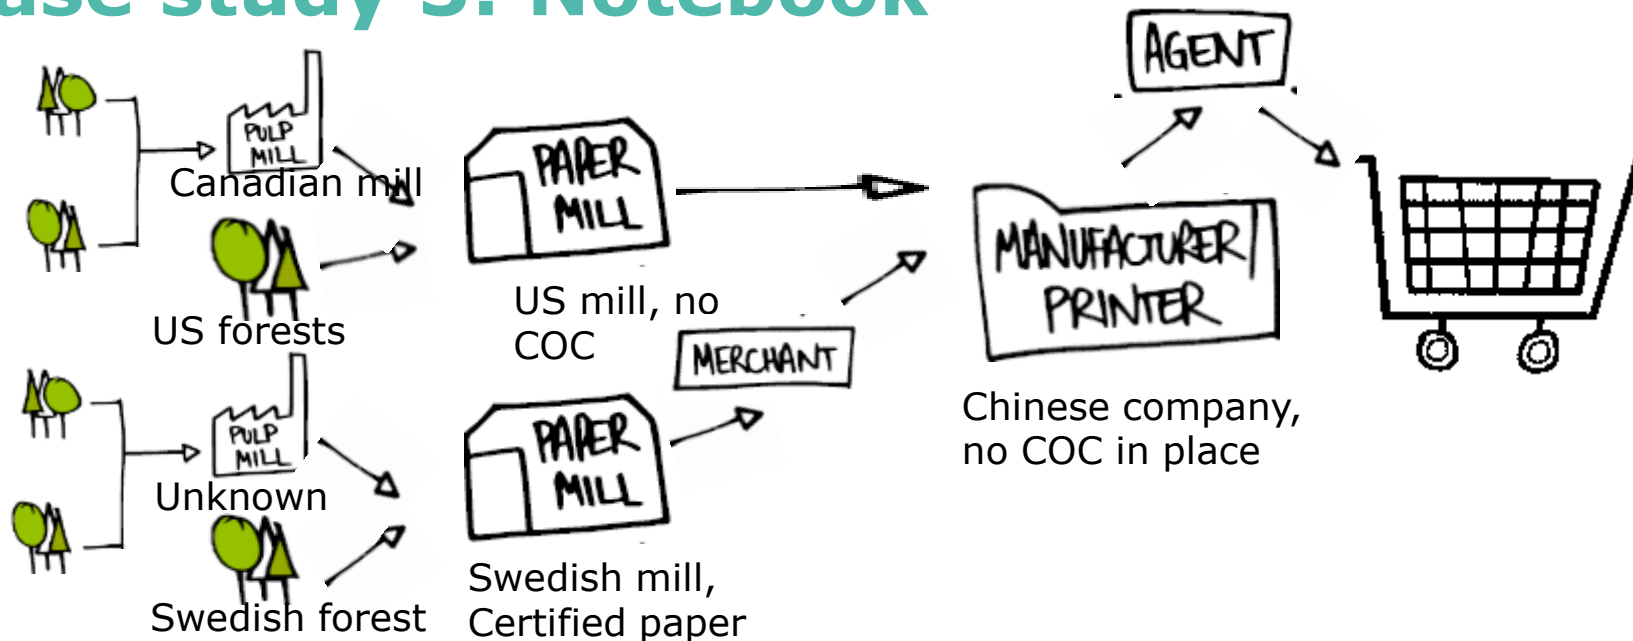 ase study 3: Notebook
AGENT
PULP
MILL
Canadian mill
PAPER
MILL
MANUFACTURER/
PRINTER
US forests
US mill, no
COC
MERCHANT
Chinese company,
no COC in place
PULP
MILL
Unknown
PAPER
MILL
Swedish forest
Swedish mill,
Certified paper